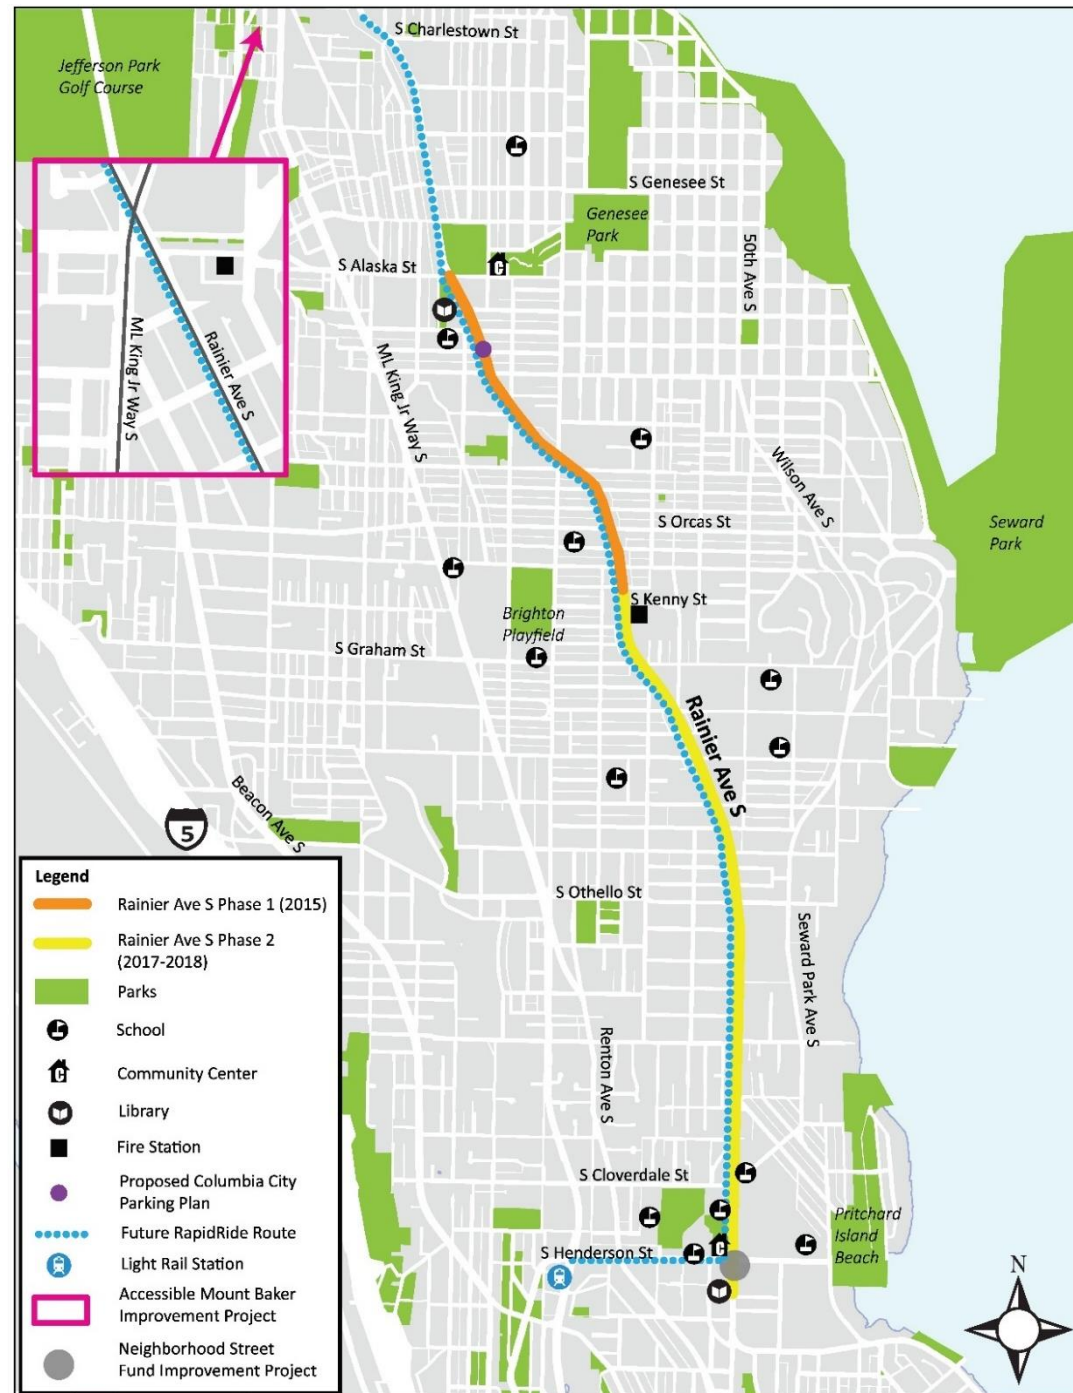 S Charlestown St
Jefferson Park
Golf Course
S Genesee St
Genesee
Park
50th Ave S
S Alaska St
ML King Jr Way S
Rainier Ave S
ML King Jr Way S
Wilson Ave S
S Orcas St
Seward
Park
S Kenny St
Brighton
Playfield
S Graham St
Rainier Ave S
Beacon Ave S
5
S Othello St
Seward Park Ave S
Renton Ave S
S Cloverdale St
Pritchard
Island
Beach
S Henderson St
C
C
N
Legend
Rainier Ave S Phase 1 (2015)
Rainier Ave S Phase 2
(2017-2018)
Parks
School
C
Community Center
Library
Fire Station
Proposed Columbia City
Parking Plan
Future RapidRide Route
Light Rail Station
Accessible Mount Baker
Improvement Project
Neighborhood Street
Fund Improvement Project